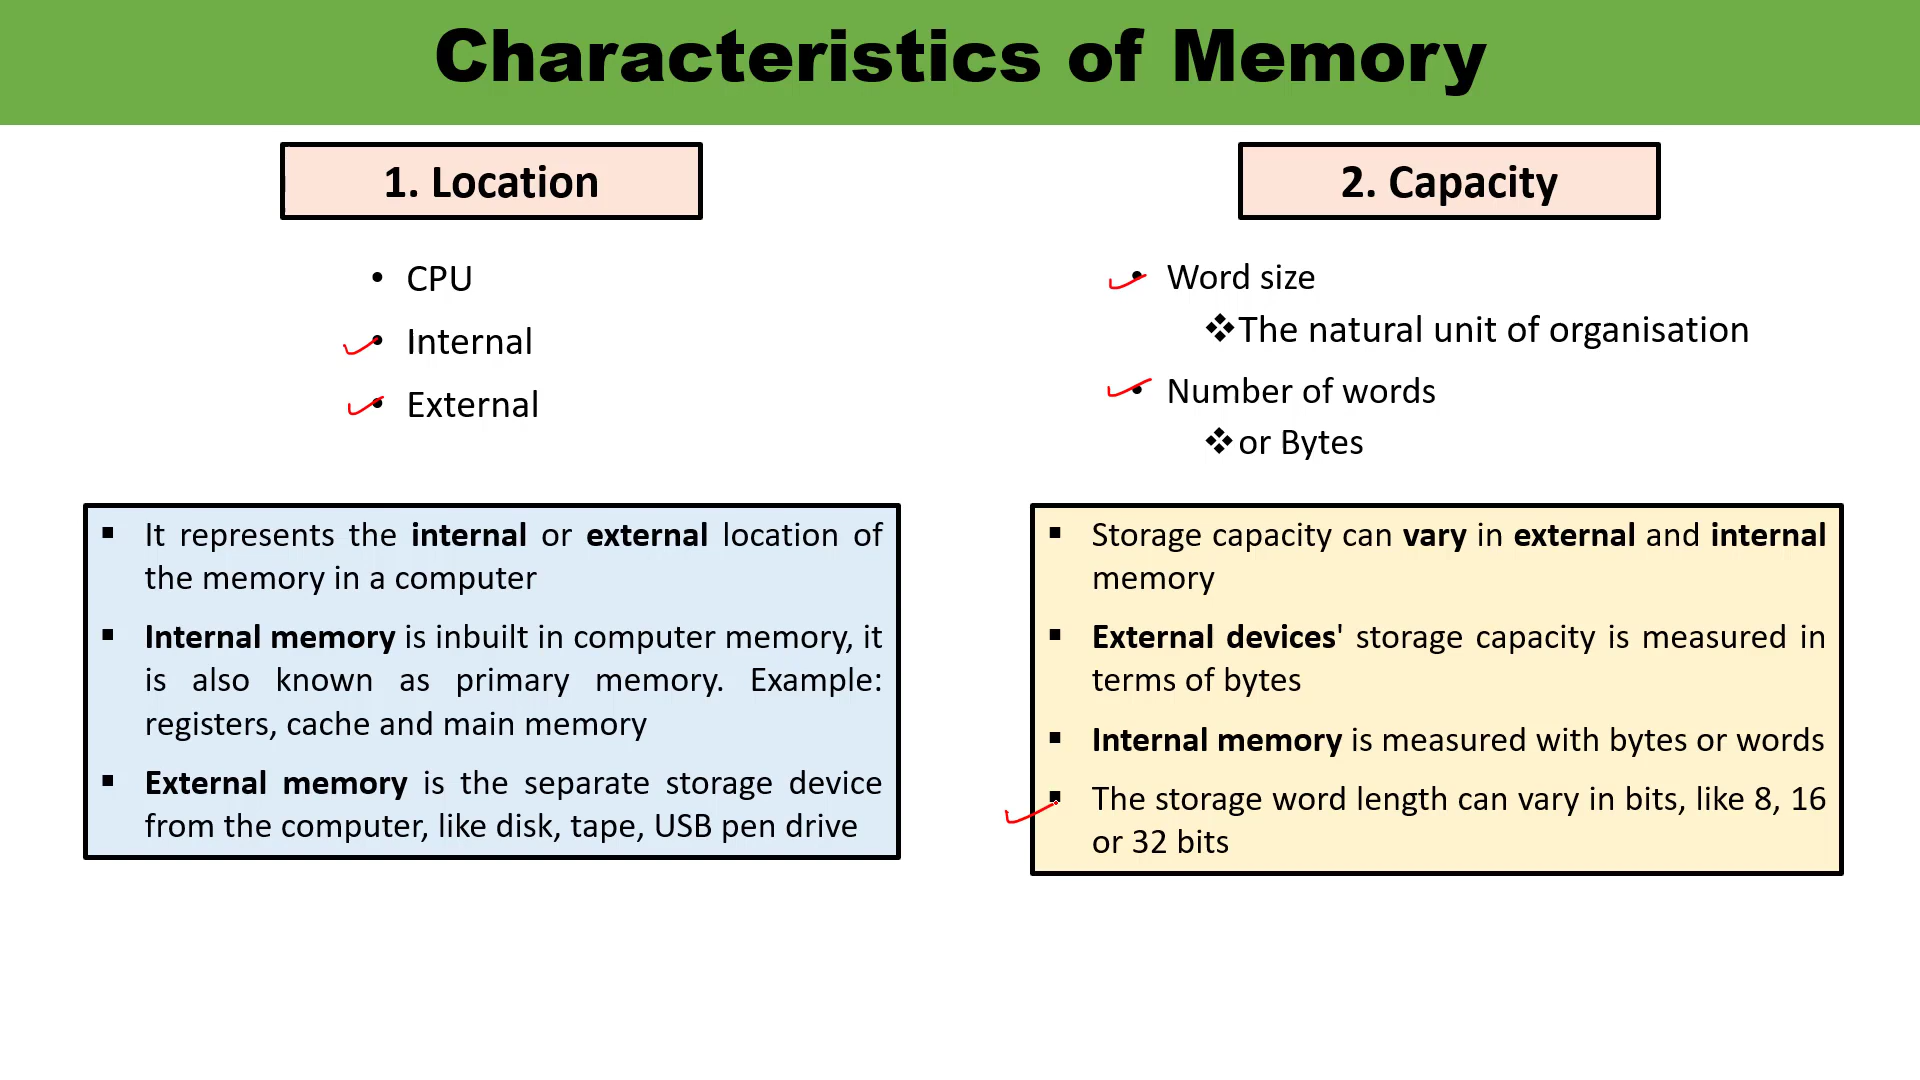 Characteristics of Memory
1. Location
• CPU
• Internal
• External
▪ It represents the internal or external location of
the memory in a computer
▪ Internal memory is inbuilt in computer memory, it
is also known as primary memory. Example:
registers, cache and main memory
▪ External memory is the separate storage device
from the computer, like disk, tape, USB pen drive
2. Capacity
• Word size
❖The natural unit of organisation
• Number of words
❖or Bytes
▪ Storage capacity can vary in external and internal
memory
▪ External devices' storage capacity is measured in
terms of bytes
▪ Internal memory is measured with bytes or words
▪ The storage word length can vary in bits, like 8, 16
or 32 bits